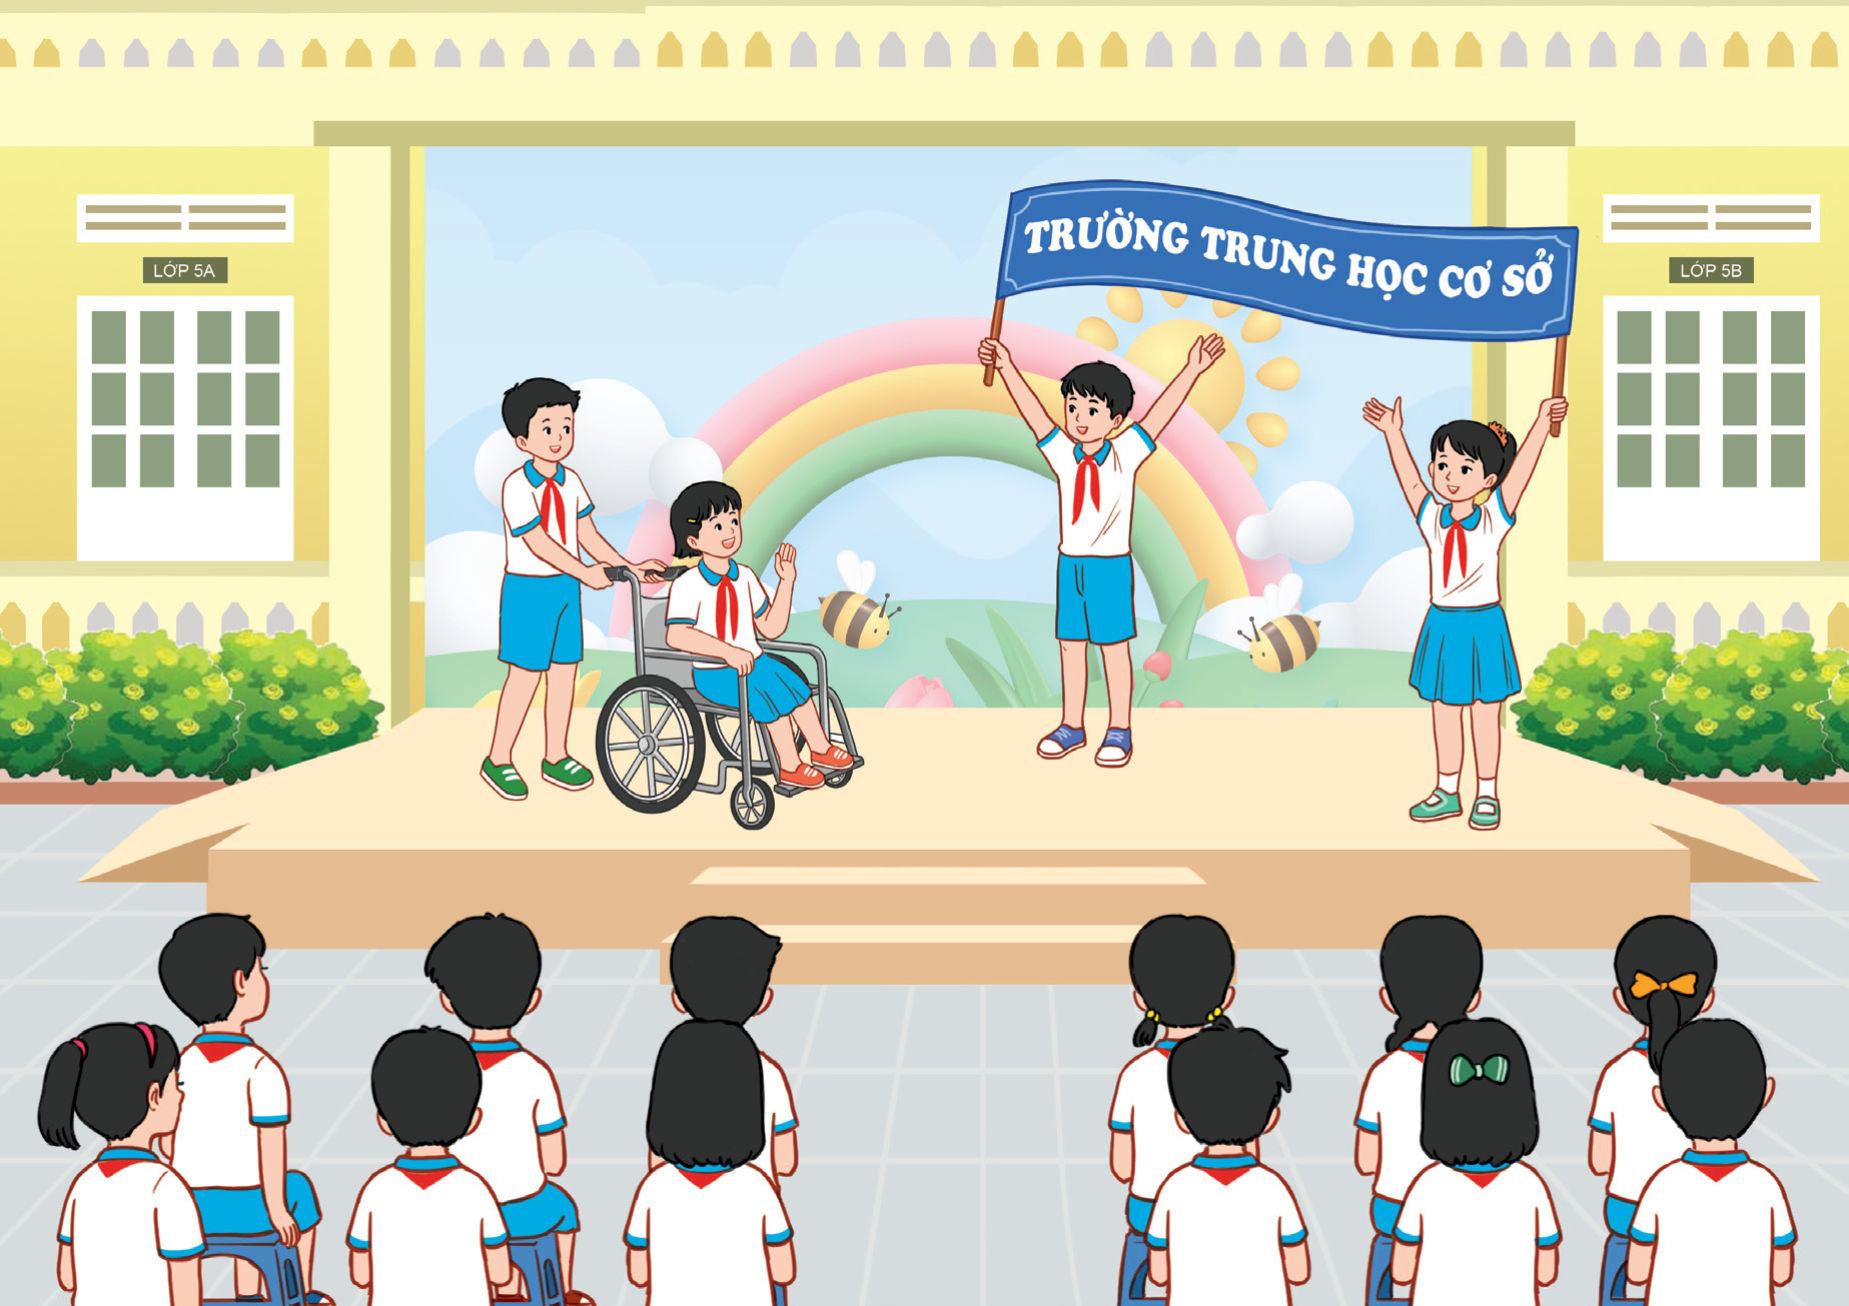 TRƯỜNG TRUNG HỌC CƠ SỞ
LỚP 5A
LỚP 5B